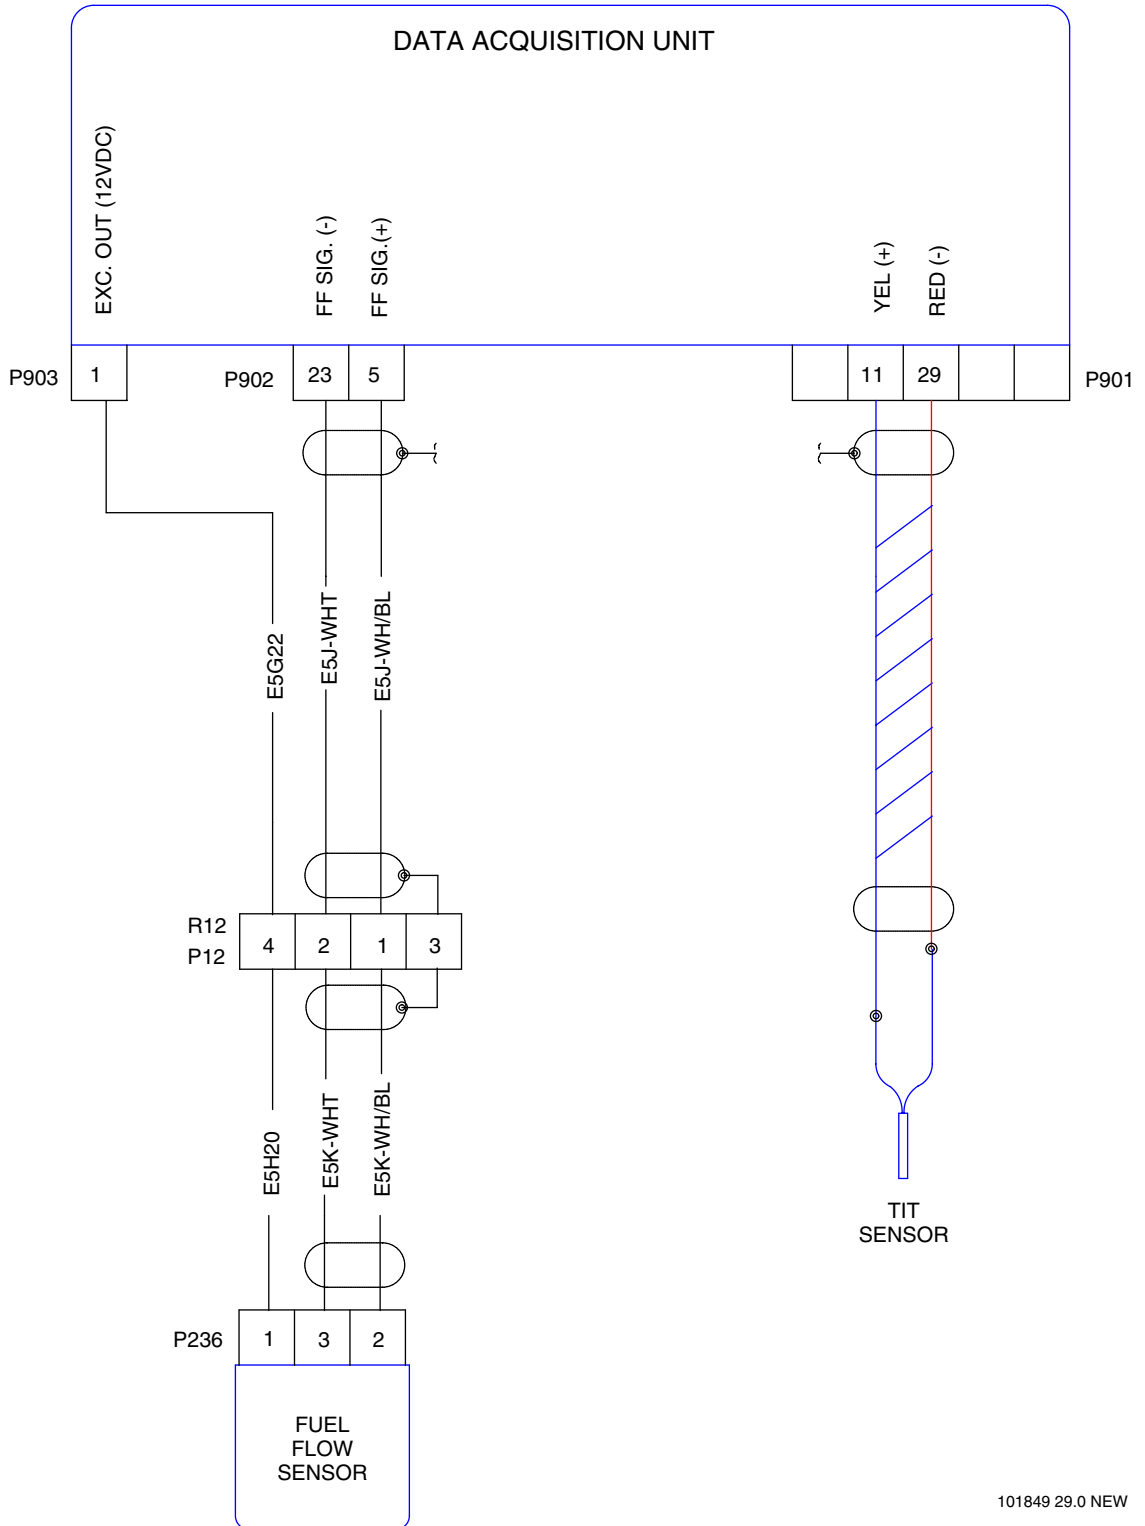 DATA ACQUISITION UNIT
EXC. OUT (12VDC)
FF SIG. (-)
FF SIG.(+)
YEL (+)
RED (-)
P903
1
P902
23
5
11
29
P901
E5G22
E5J-WHT
E5J-WH/BL
R12
P12
4
2
1
3
E5H20
E5K-WHT
E5K-WH/BL
TIT
SENSOR
P236
1
3
2
FUEL
FLOW
SENSOR
101849 29.0 NEW